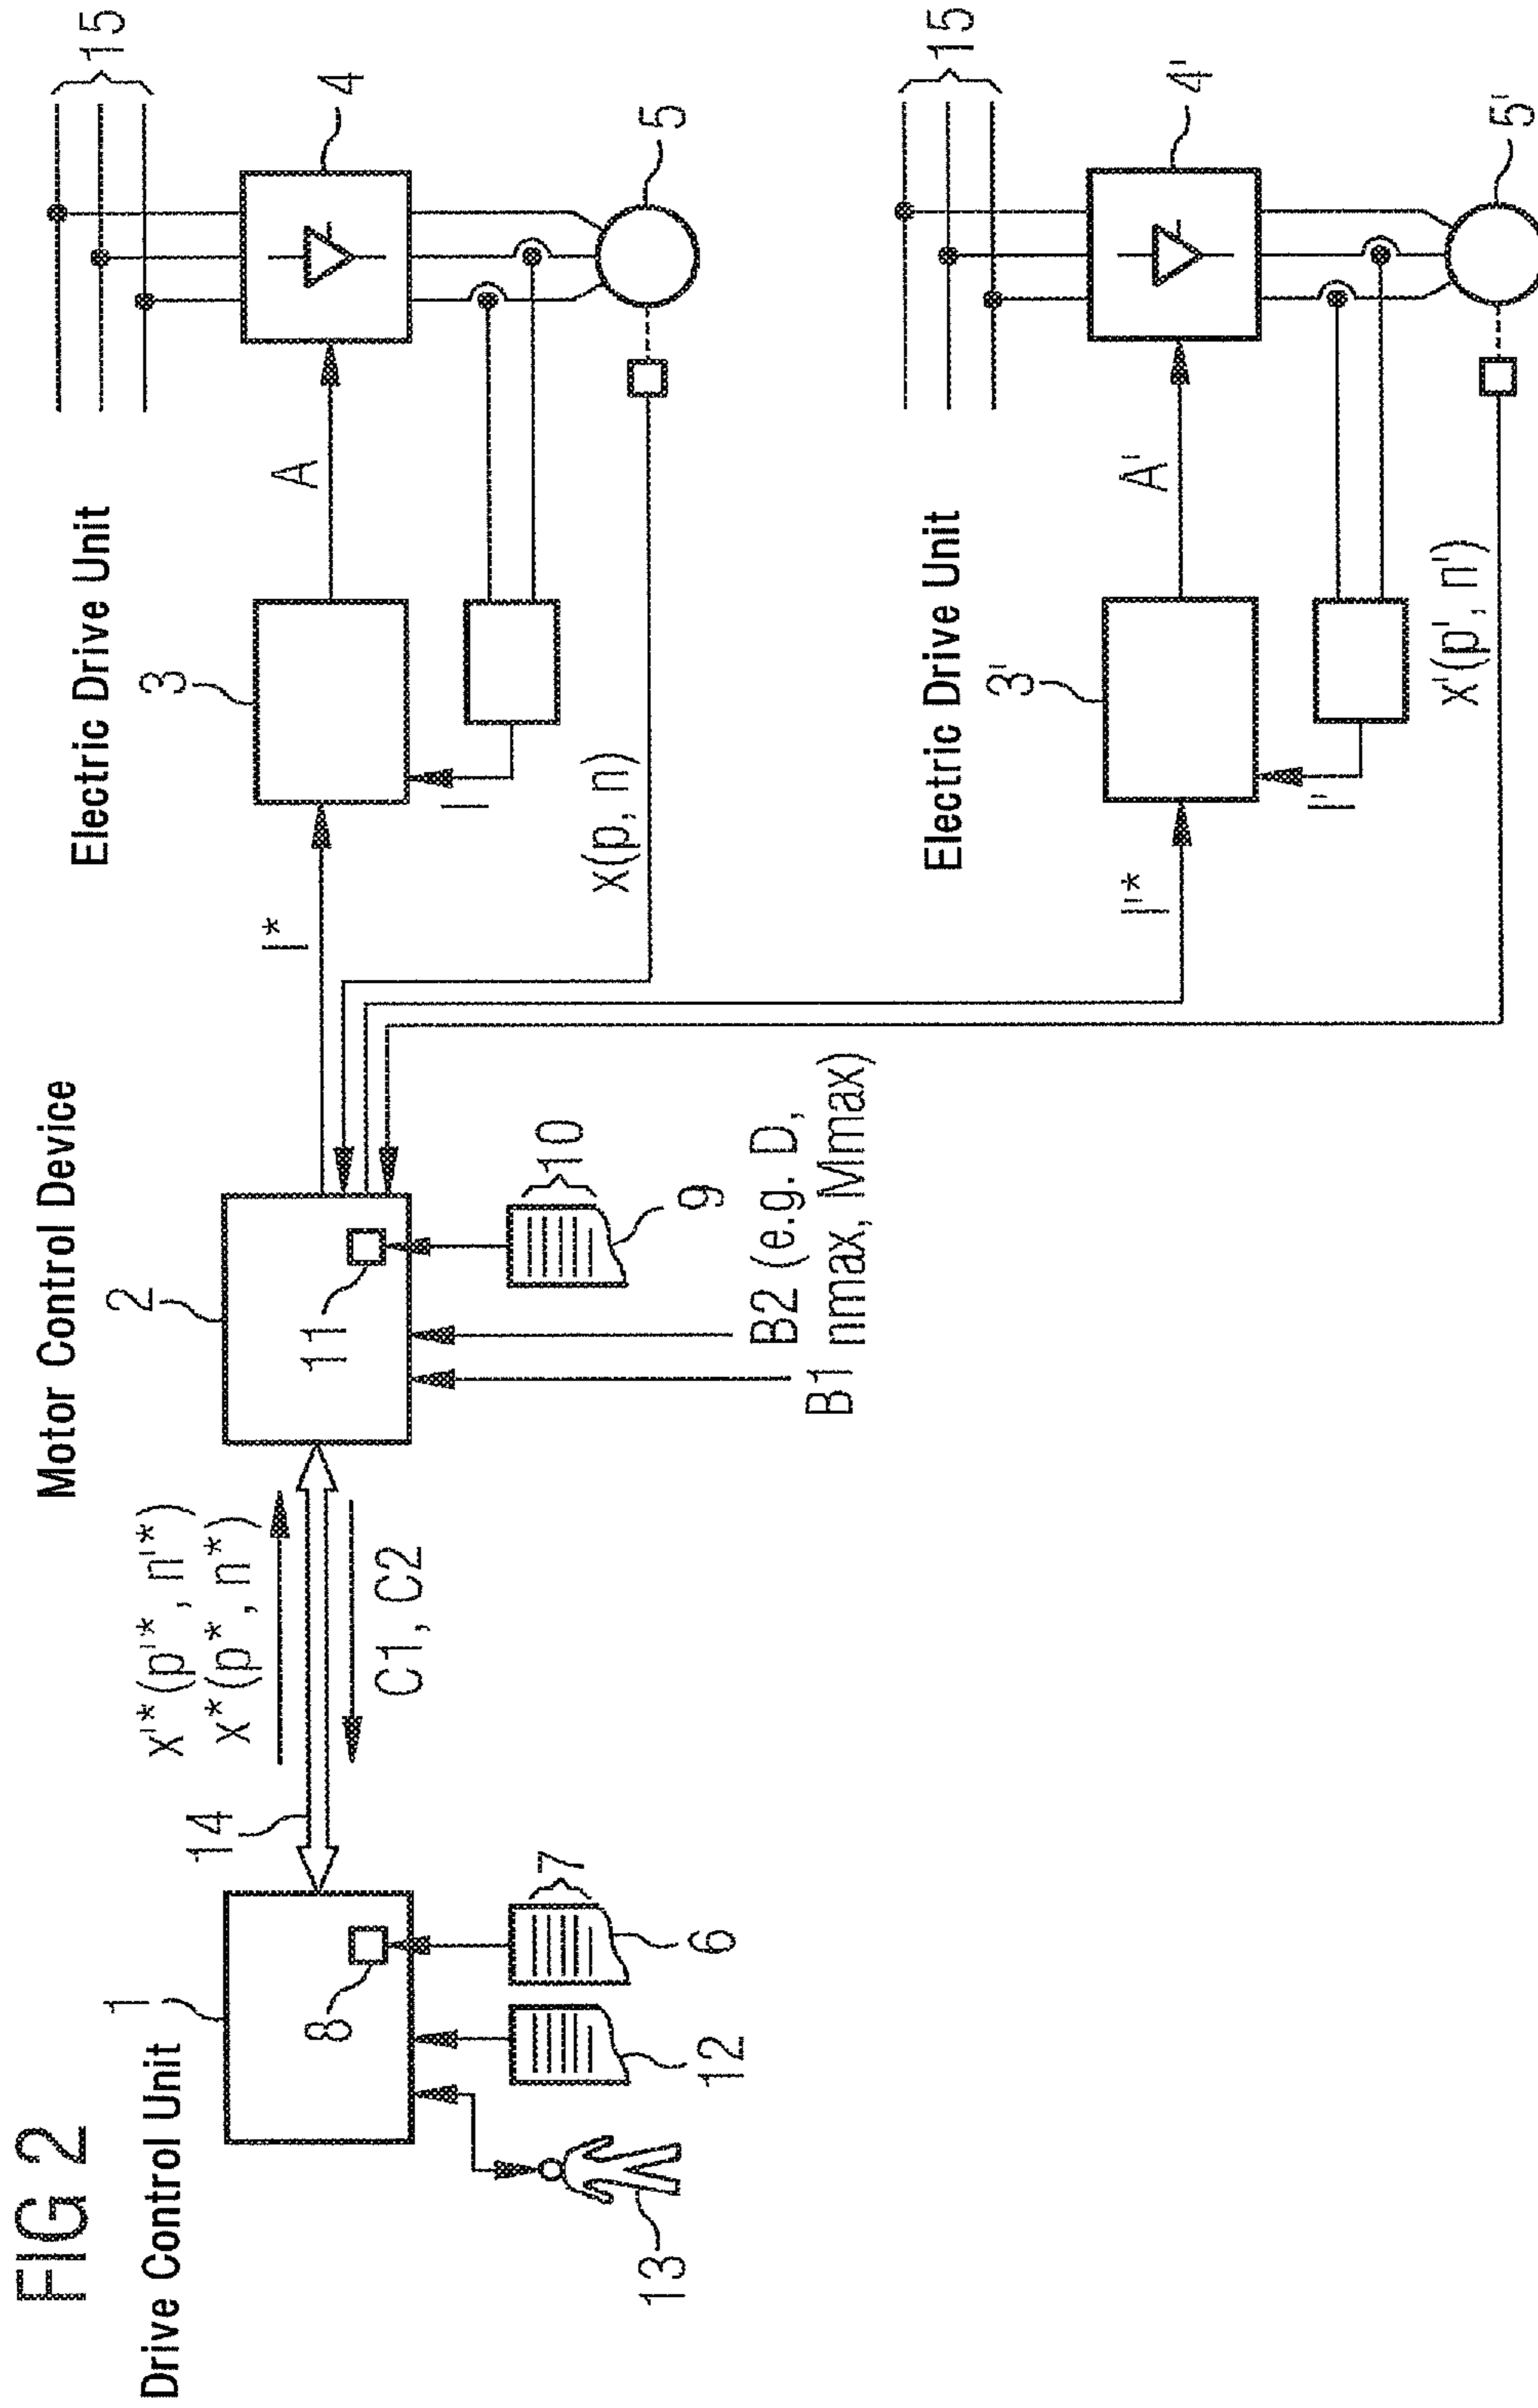 FIG 2
Drive Control Unit
1
8
13
12
6
7
14
x'*(p'*, n'*)
x*(p*, n*)
C1, C2
Motor Control Device
2
11
10
9
B1
B2 (e.g. D,
nmax, Mmax)
Electric Drive Unit
I*
3
I
x(p, n)
A
15
4
5
Electric Drive Unit
I'*
3'
I'
x'(p', n')
A'
15
4'
5'